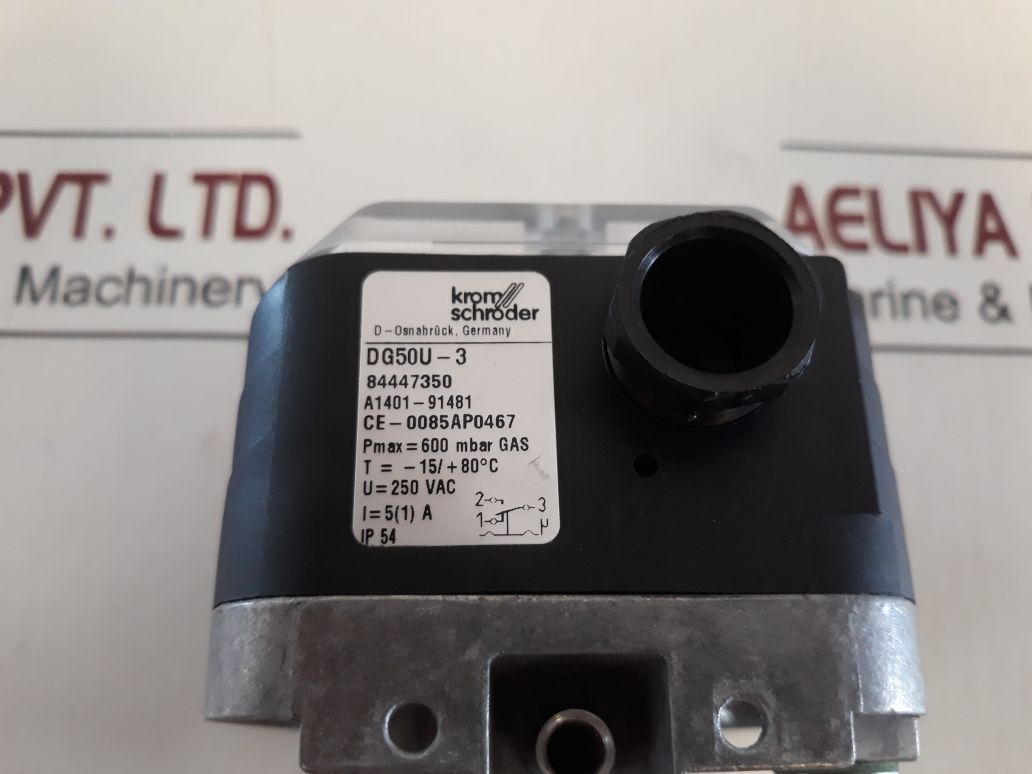 PVT. LTD.
Machinery
AELIYA
arine &
krom
schröder
D-Osnabrück, Germany
DG50U-3
84447350
A1401-91481
CE-0085AP0467
Pmax=600 mbar GAS
T = -15/+80°C
U=250 VAC
I=5(1) A
IP 54
2 3
1 µ